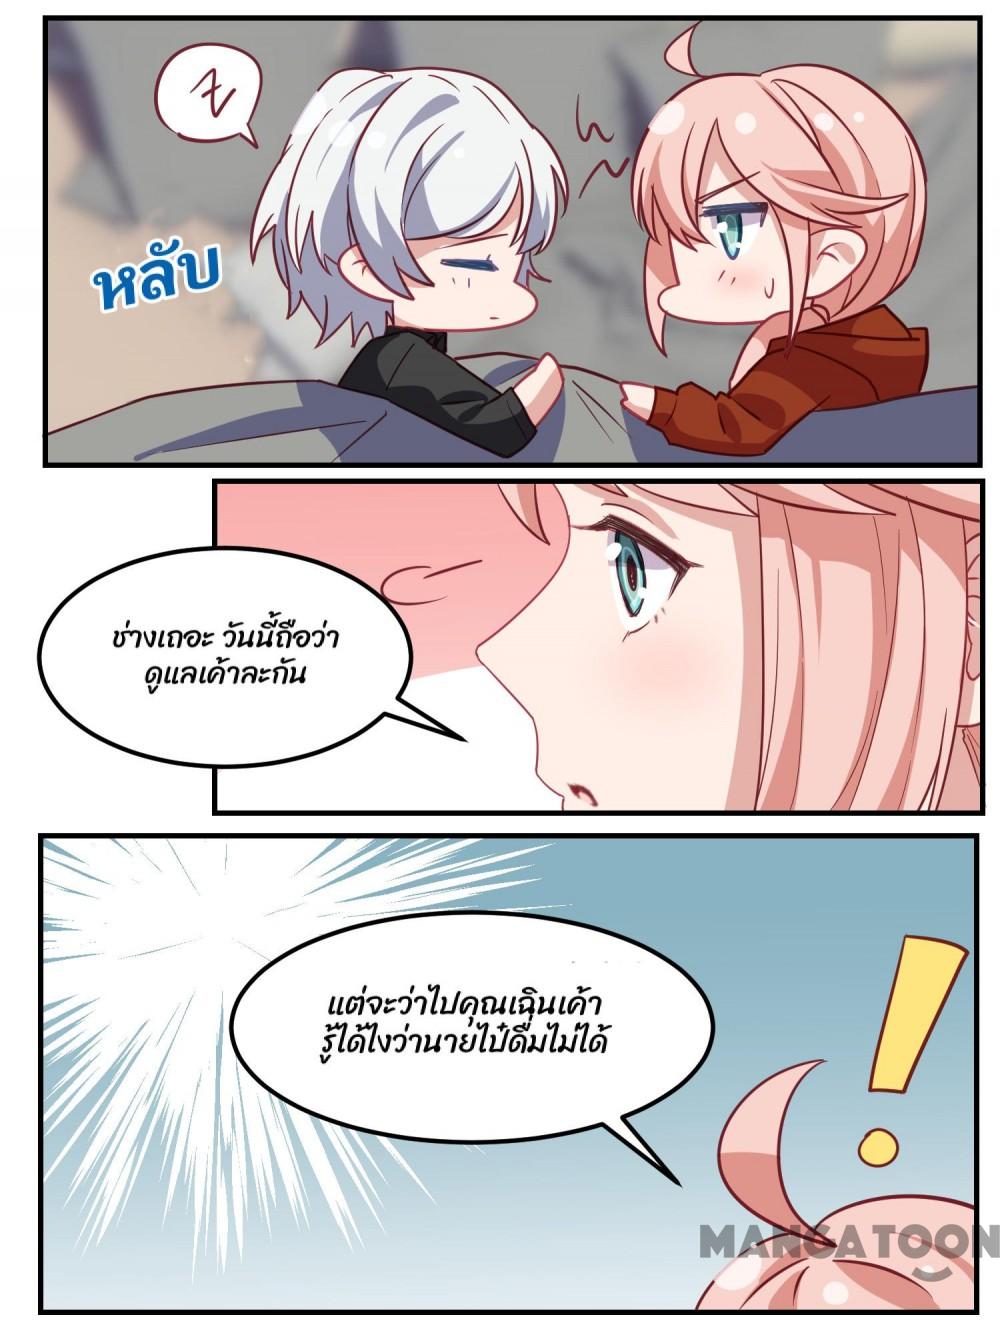 Z
หลับ
ช่างเถอะ วันนี้ถือว่า
ดูแลเค้าละกัน
แต่จะว่าไปคุณเฉินเค้า
รู้ได้ไงว่านายไป๋ดื่มไม่ได้
!
MANGATOON